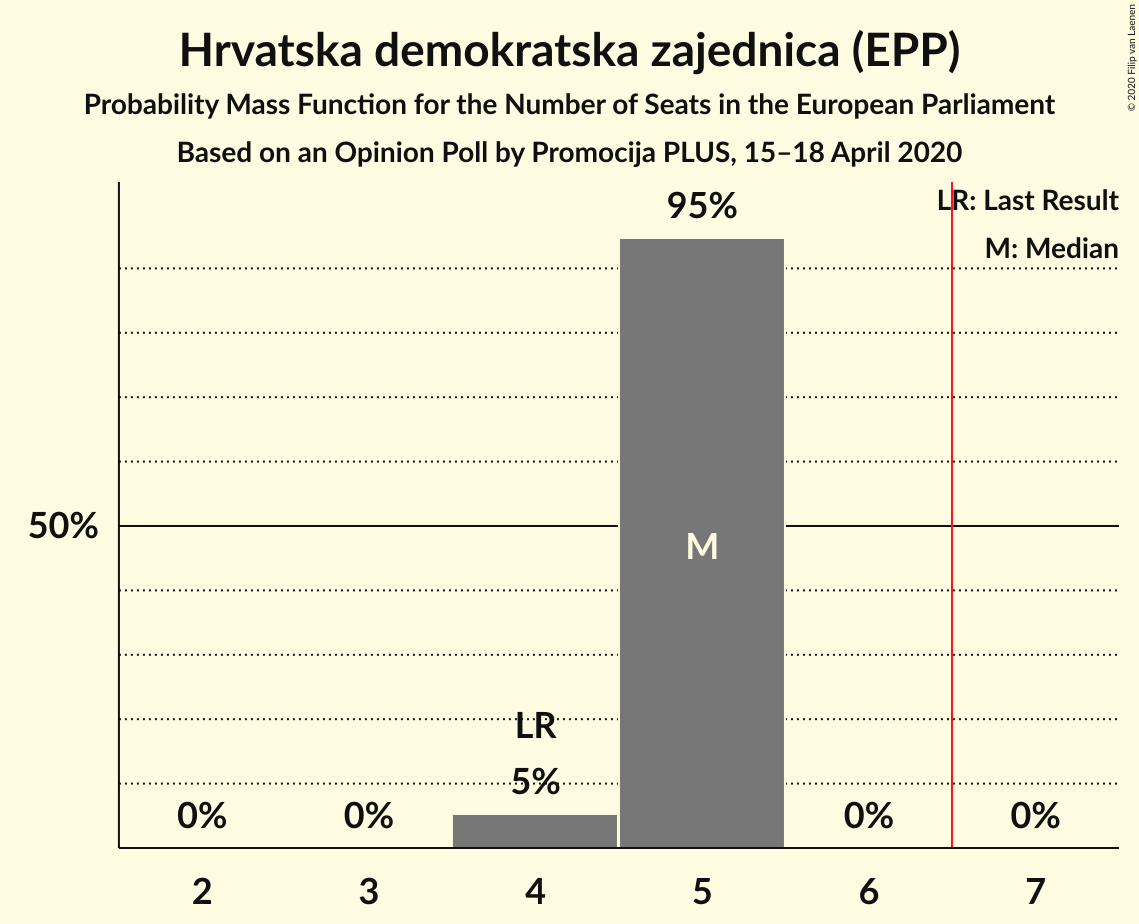 Hrvatska demokratska zajednica (EPP)
Probability Mass Function for the Number of Seats in the European Parliament
Based on an Opinion Poll by Promocija PLUS, 15–18 April 2020
© 2020 Filip van Laenen
95%
LR: Last Result
M: Median
50%
M
LR
5%
0% 0% 0% 0%
2 3 4 5 6 7